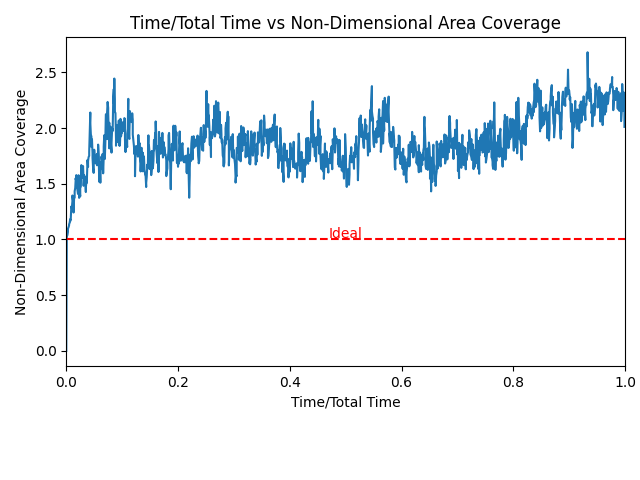 Time/Total Time vs Non-Dimensional Area Coverage
Non-Dimensional Area Coverage
2.5
2.0
1.5
1.0
0.5
0.0
Ideal
0.0 0.2 0.4 0.6 0.8 1.0
Time/Total Time